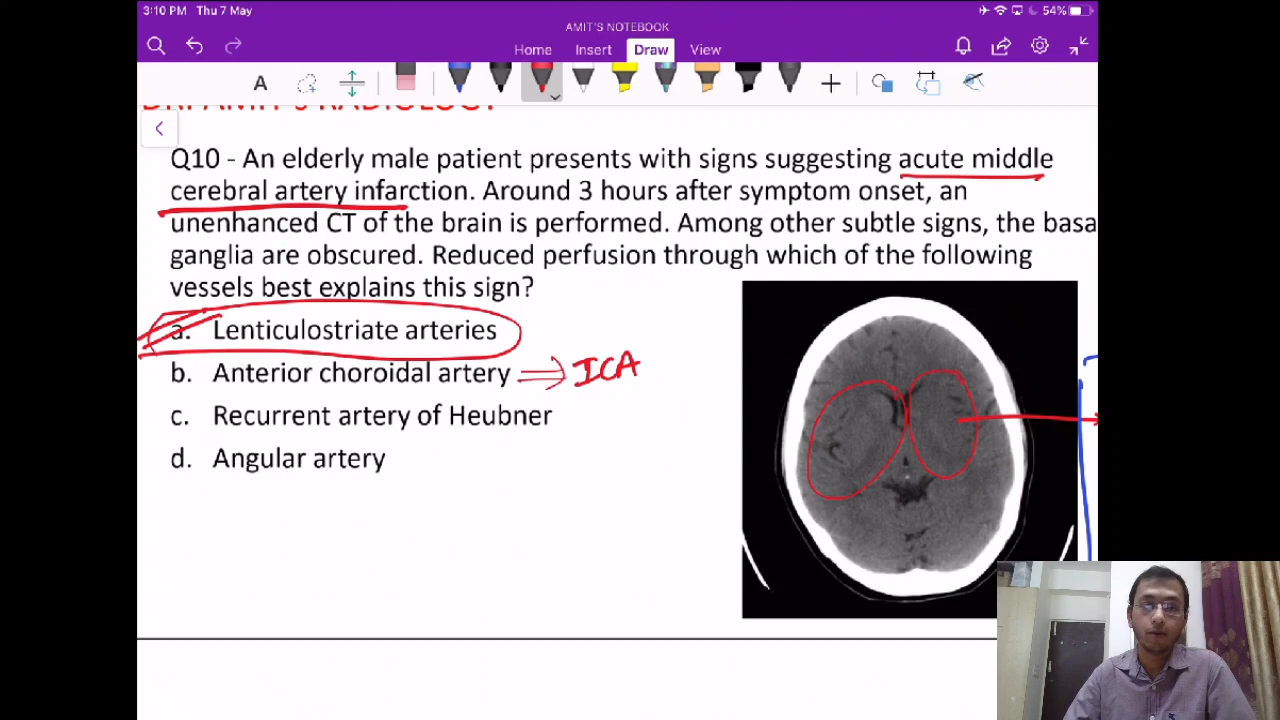 3:10 PM Thu 7 May
54%
AMIT'S NOTEBOOK
Home Insert Draw View
A
DR. AMIT'S RADIOLOGY
Q10 - An elderly male patient presents with signs suggesting acute middle
cerebral artery infarction. Around 3 hours after symptom onset, an
unenhanced CT of the brain is performed. Among other subtle signs, the basa
ganglia are obscured. Reduced perfusion through which of the following
vessels best explains this sign?
a. Lenticulostriate arteries
b. Anterior choroidal artery ⇒ ICA
c. Recurrent artery of Heubner
d. Angular artery